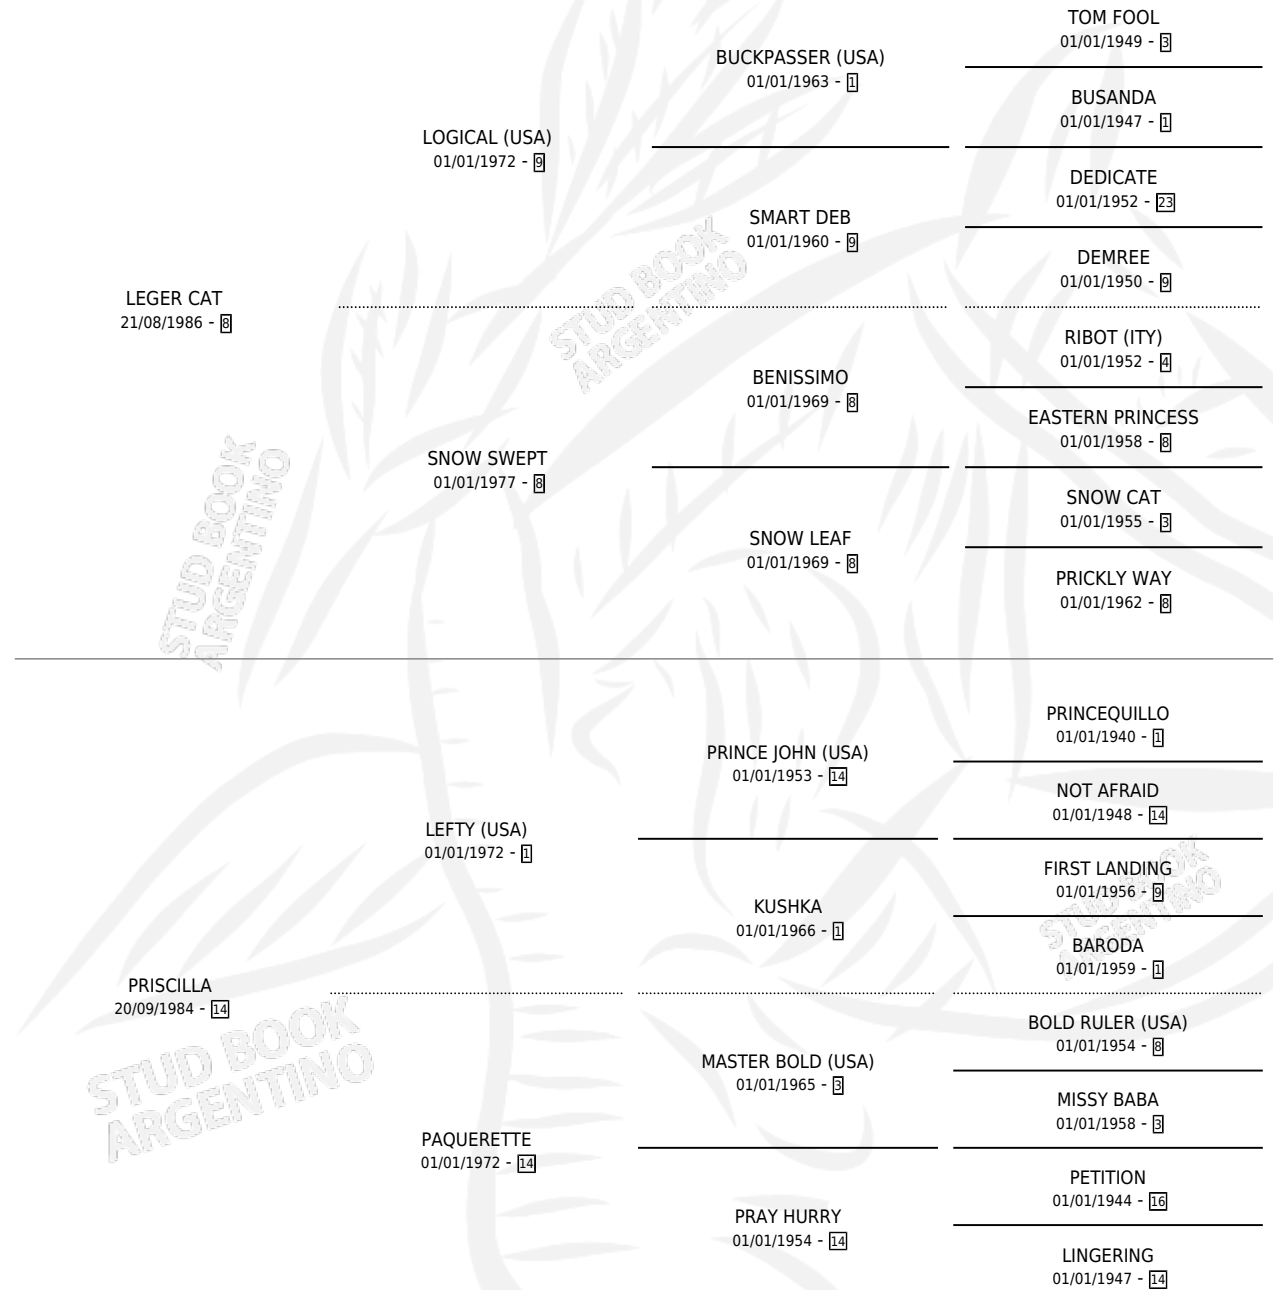 TOM FOOL
01/01/1949 - 3
BUCKPASSER (USA)
01/01/1963 - 1
BUSANDA
01/01/1947 - 1
LOGICAL (USA)
01/01/1972 - 9
DEDICATE
01/01/1952 - 23
SMART DEB
01/01/1960 - 9
DEMREE
01/01/1950 - 9
LEGER CAT
21/08/1986 - 8
RIBOT (ITY)
01/01/1952 - 4
BENISSIMO
01/01/1969 - 8
EASTERN PRINCESS
01/01/1958 - 8
SNOW SWEPT
01/01/1977 - 8
SNOW CAT
01/01/1955 - 3
SNOW LEAF
01/01/1969 - 8
PRICKLY WAY
01/01/1962 - 8
STUD BOOK
ARGENTINO
STUD BOOK
ARGENTINO
PRINCEQUILLO
01/01/1940 - 1
PRINCE JOHN (USA)
01/01/1953 - 14
NOT AFRAID
01/01/1948 - 14
LEFTY (USA)
01/01/1972 - 1
FIRST LANDING
01/01/1956 - 9
KUSHKA
01/01/1966 - 1
BARODA
01/01/1959 - 1
PRISCILLA
20/09/1984 - 14
BOLD RULER (USA)
01/01/1954 - 8
MASTER BOLD (USA)
01/01/1965 - 3
MISSY BABA
01/01/1958 - 3
PAQUERETTE
01/01/1972 - 14
PETITION
01/01/1944 - 16
PRAY HURRY
01/01/1954 - 14
LINGERING
01/01/1947 - 14
STUD BOOK
ARGENTINO
STUD BOOK
ARGENTINO